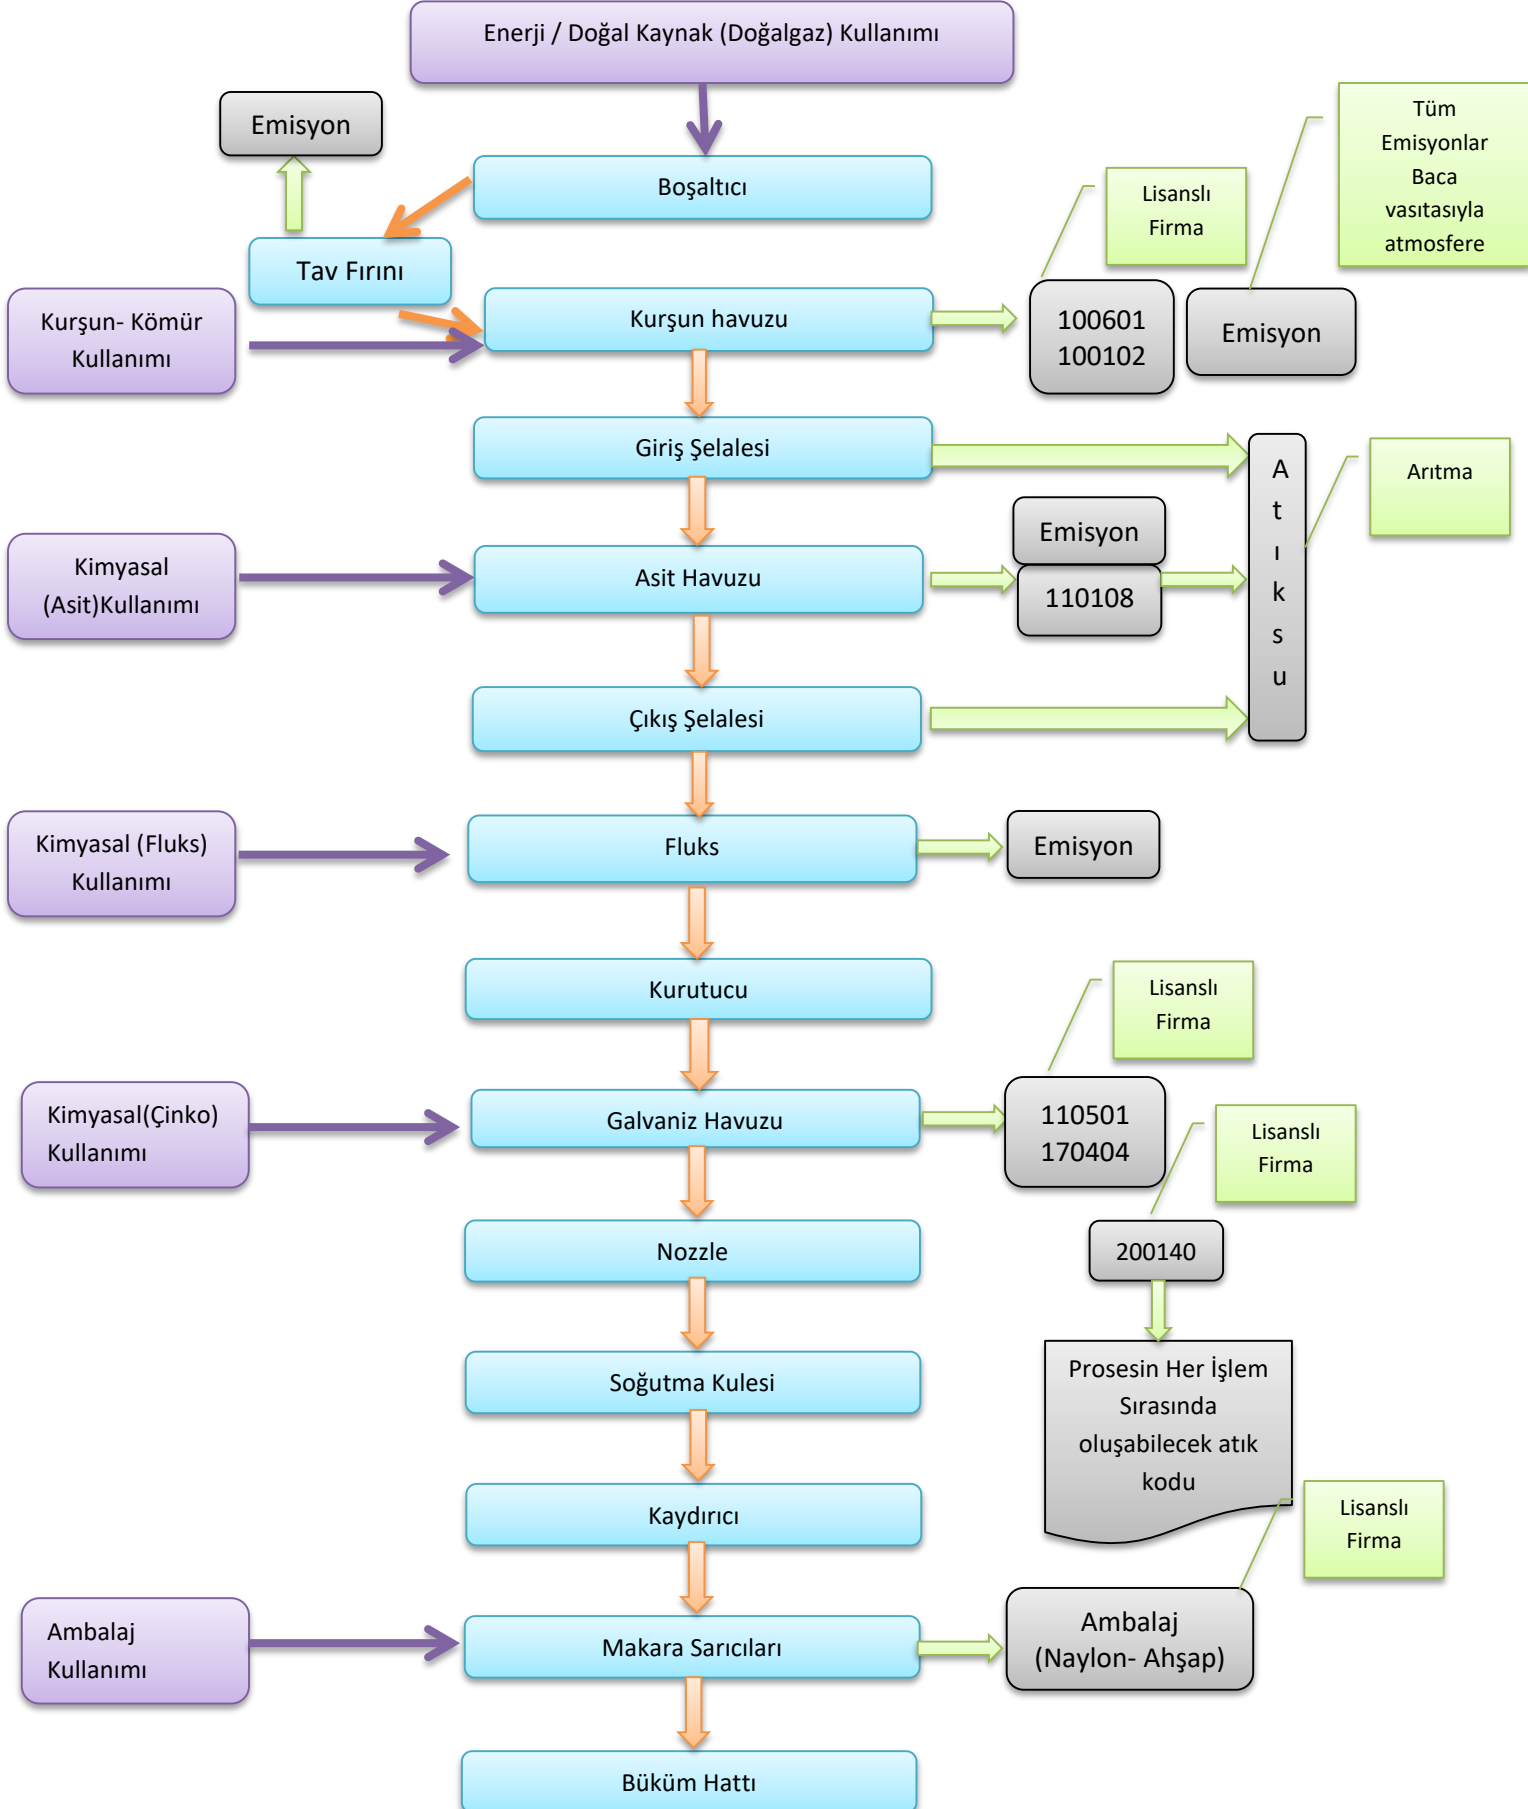 Enerji / Doğal Kaynak (Doğalgaz) Kullanımı
Emisyon
Tüm
Emisyonlar
Baca
vasıtasıyla
atmosfere
Boşaltıcı
Lisanslı
Firma
Tav Fırını
Kurşun- Kömür
Kullanımı
Kurşun havuzu
100601
100102
Emisyon
Giriş Şelalesi
A
t
ı
k
s
u
Arıtma
Kimyasal
(Asit)Kullanımı
Asit Havuzu
Emisyon
110108
Çıkış Şelalesi
Kimyasal (Fluks)
Kullanımı
Fluks
Emisyon
Kurutucu
Lisanslı
Firma
Kimyasal(Çinko)
Kullanımı
Galvaniz Havuzu
110501
170404
Lisanslı
Firma
Nozzle
200140
Soğutma Kulesi
Prosesin Her İşlem
Sırasında
oluşabilecek atık
kodu
Kaydırıcı
Lisanslı
Firma
Ambalaj
Kullanımı
Makara Sarıcıları
Ambalaj
(Naylon- Ahşap)
Büküm Hattı